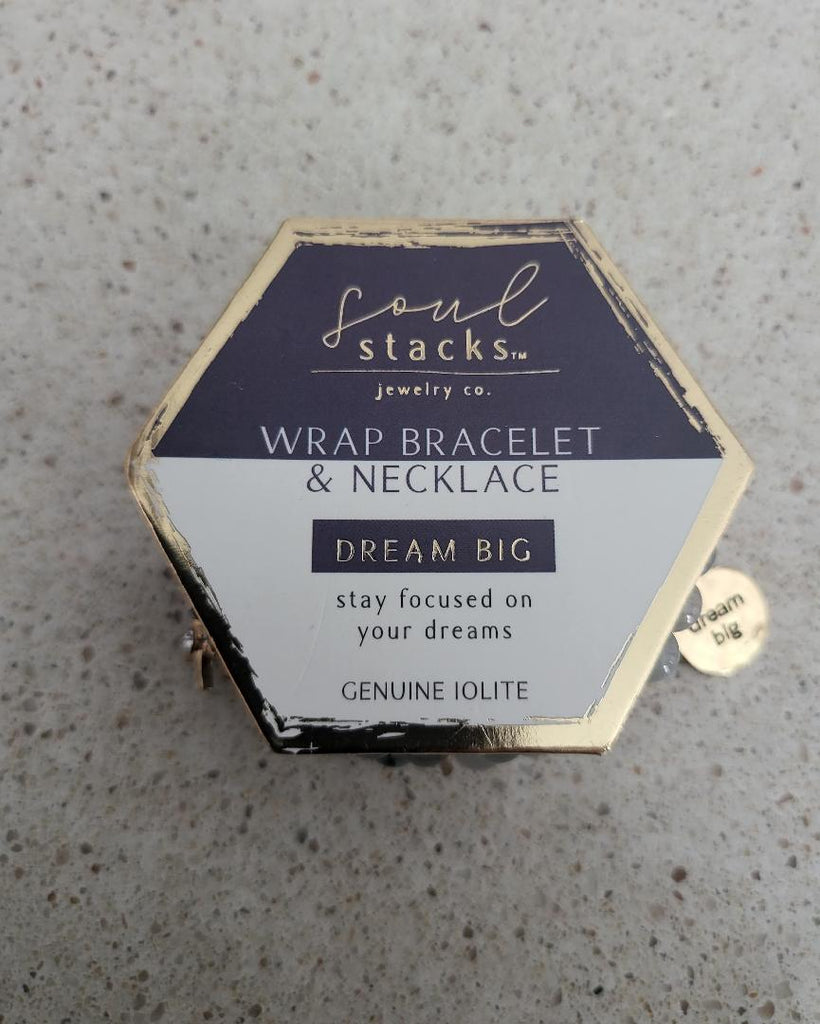 soul
stacks™
jewelry co.
WRAP BRACELET
& NECKLACE
DREAM BIG
stay focused on
your dreams
GENUINE IOLITE
dream
big